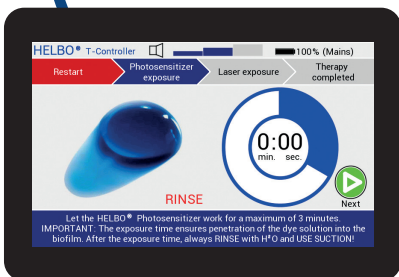 HELBO® T-Controller 100% (Mains)
Restart
Photosensitizer
exposure
Laser exposure
Therapy
completed
0:00
min. sec.
RINSE
Next
Let the HELBO® Photosensitizer work for a maximum of 3 minutes.
IMPORTANT: The exposure time ensures penetration of the dye solution into the
biofilm. After the exposure time, always RINSE with H²O and USE SUCTION!